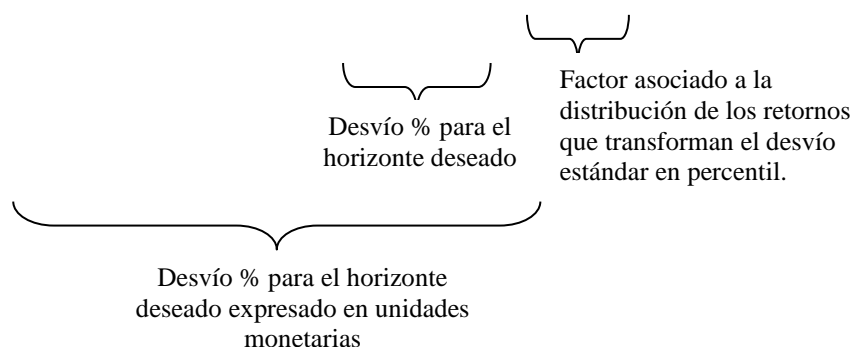 Factor asociado a la
distribución de los retornos
que transforman el desvío
estándar en percentil.
Desvío % para el
horizonte deseado
Desvío % para el horizonte
deseado expresado en unidades
monetarias